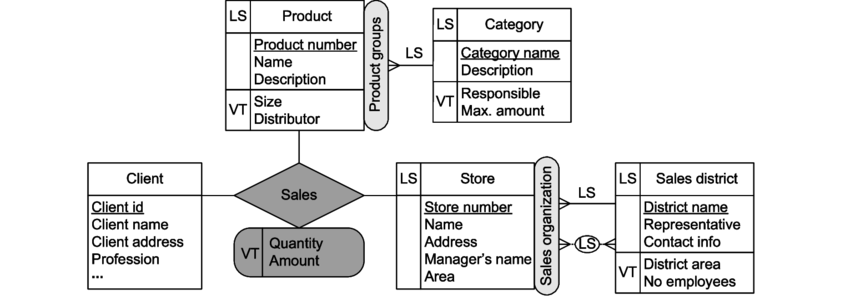 LS Product
Product number
Name
Description
VT Size
Distributor
Product groups
LS
LS Category
Category name
Description
VT Responsible
Max. amount
Client
Client id
Client name
Client address
Profession
...
Sales
VT Quantity
Amount
LS Store
Store number
Name
Address
Manager's name
Area
Sales organization
LS
LS
LS Sales district
District name
Representative
Contact info
VT District area
No employees